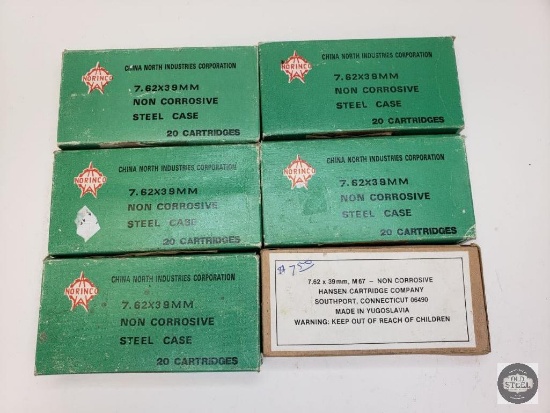 NORINCO
CHINA NORTH INDUSTRIES CORPORATION
7.62X39MM
NON CORROSIVE
STEEL CASE
20 CARTRIDGES
NORINCO
CHINA NORTH INDUSTRIES CORPORATION
7.62X39MM
NON CORROSIVE
STEEL CASE
20 CARTRIDGES
NORINCO
CHINA NORTH INDUSTRIES CORPORATION
7.62X39MM
NON CORROSIVE
STEEL CASE
20 CARTRIDGES
NORINCO
CHINA NORTH INDUSTRIES CORPORATION
7.62X39MM
NON CORROSIVE
STEEL CASE
20 CARTRIDGES
NORINCO
CHINA NORTH INDUSTRIES CORPORATION
7.62X39MM
NON CORROSIVE
STEEL CASE
20 CARTRIDGES
$7.50
7.62 x 39mm, M67 - NON CORROSIVE
HANSEN CARTRIDGE COMPANY
SOUTHPORT, CONNECTICUT 06490
MADE IN YUGOSLAVIA
WARNING: KEEP OUT OF REACH OF CHILDREN
STEEL